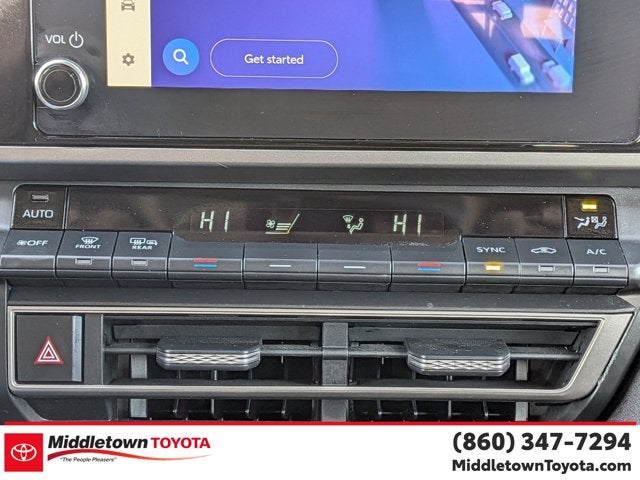 VOL
Get started
AUTO
HI
HI
OFF
FRONT
REAR
SYNC
A/C
Middletown TOYOTA
"The People Pleasers"
TOYOTA
(860) 347-7294
MiddletownToyota.com